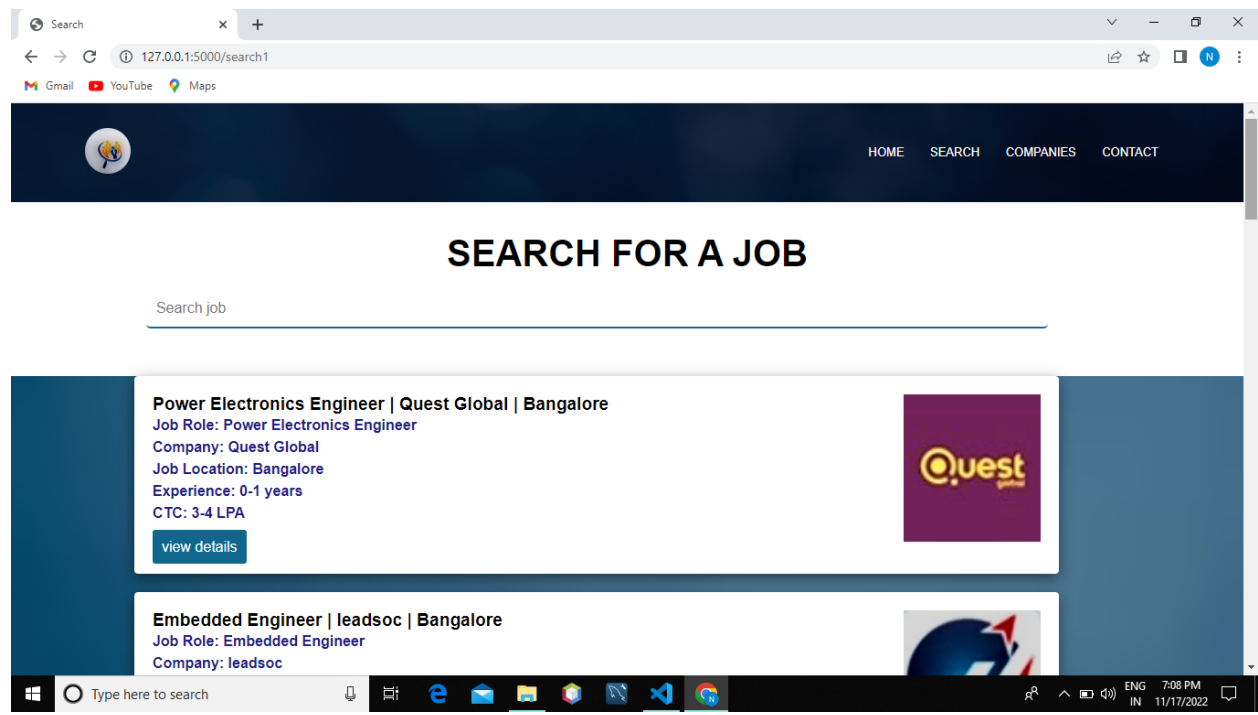 Search
127.0.0.1:5000/search1
N
Gmail YouTube Maps
HOME SEARCH COMPANIES CONTACT
SEARCH FOR A JOB
Search job
Power Electronics Engineer | Quest Global | Bangalore
Job Role: Power Electronics Engineer
Company: Quest Global
Job Location: Bangalore
Experience: 0-1 years
CTC: 3-4 LPA
view details
Quest
global
Embedded Engineer | leadsoc | Bangalore
Job Role: Embedded Engineer
Company: leadsoc
Type here to search
ENG 7:08 PM
IN 11/17/2022